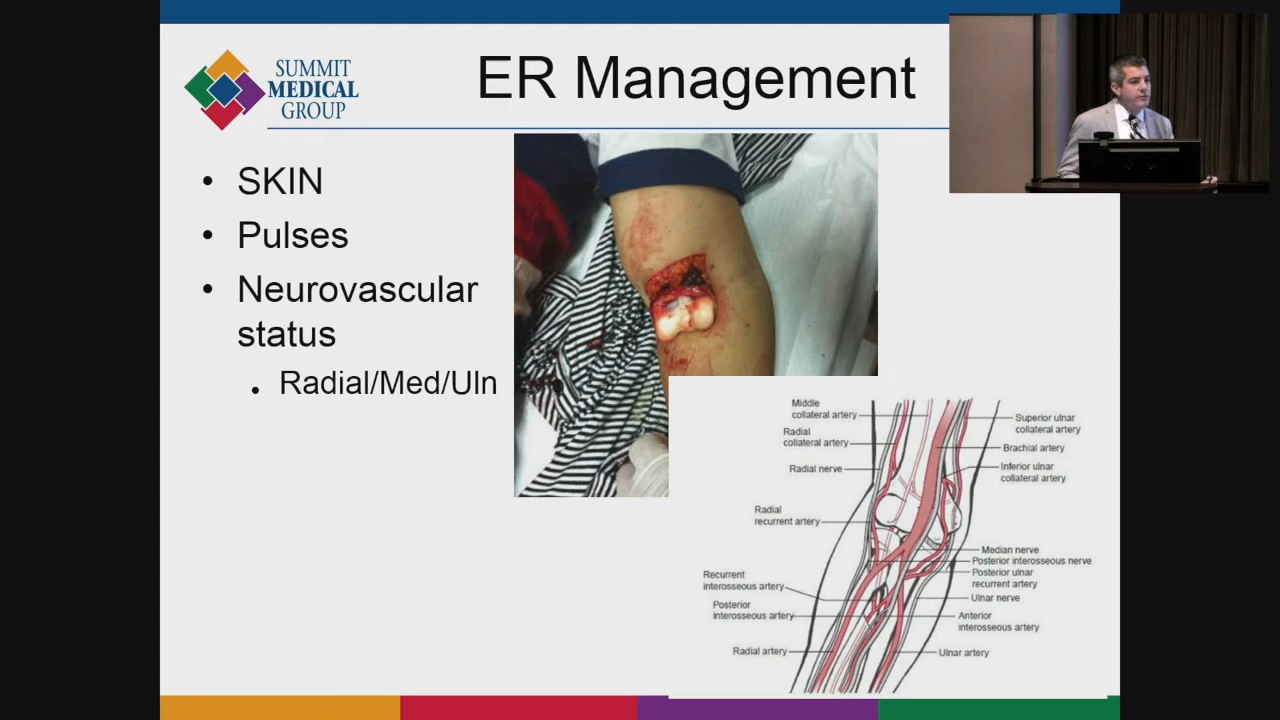 SUMMIT
MEDICAL
GROUP
ER Management
• SKIN
• Pulses
• Neurovascular
status
• Radial/Med/Uln
Middle
collateral artery
Radial
collateral artery
Radial nerve
Radial
recurrent artery
Recurrent
interosseous artery
Posterior
interosseous artery
Radial artery
Superior ulnar
collateral artery
Brachial artery
Inferior ulnar
collateral artery
Median nerve
Posterior interosseous nerve
Posterior ulnar
recurrent artery
Ulnar nerve
Anterior
interosseous artery
Ulnar artery